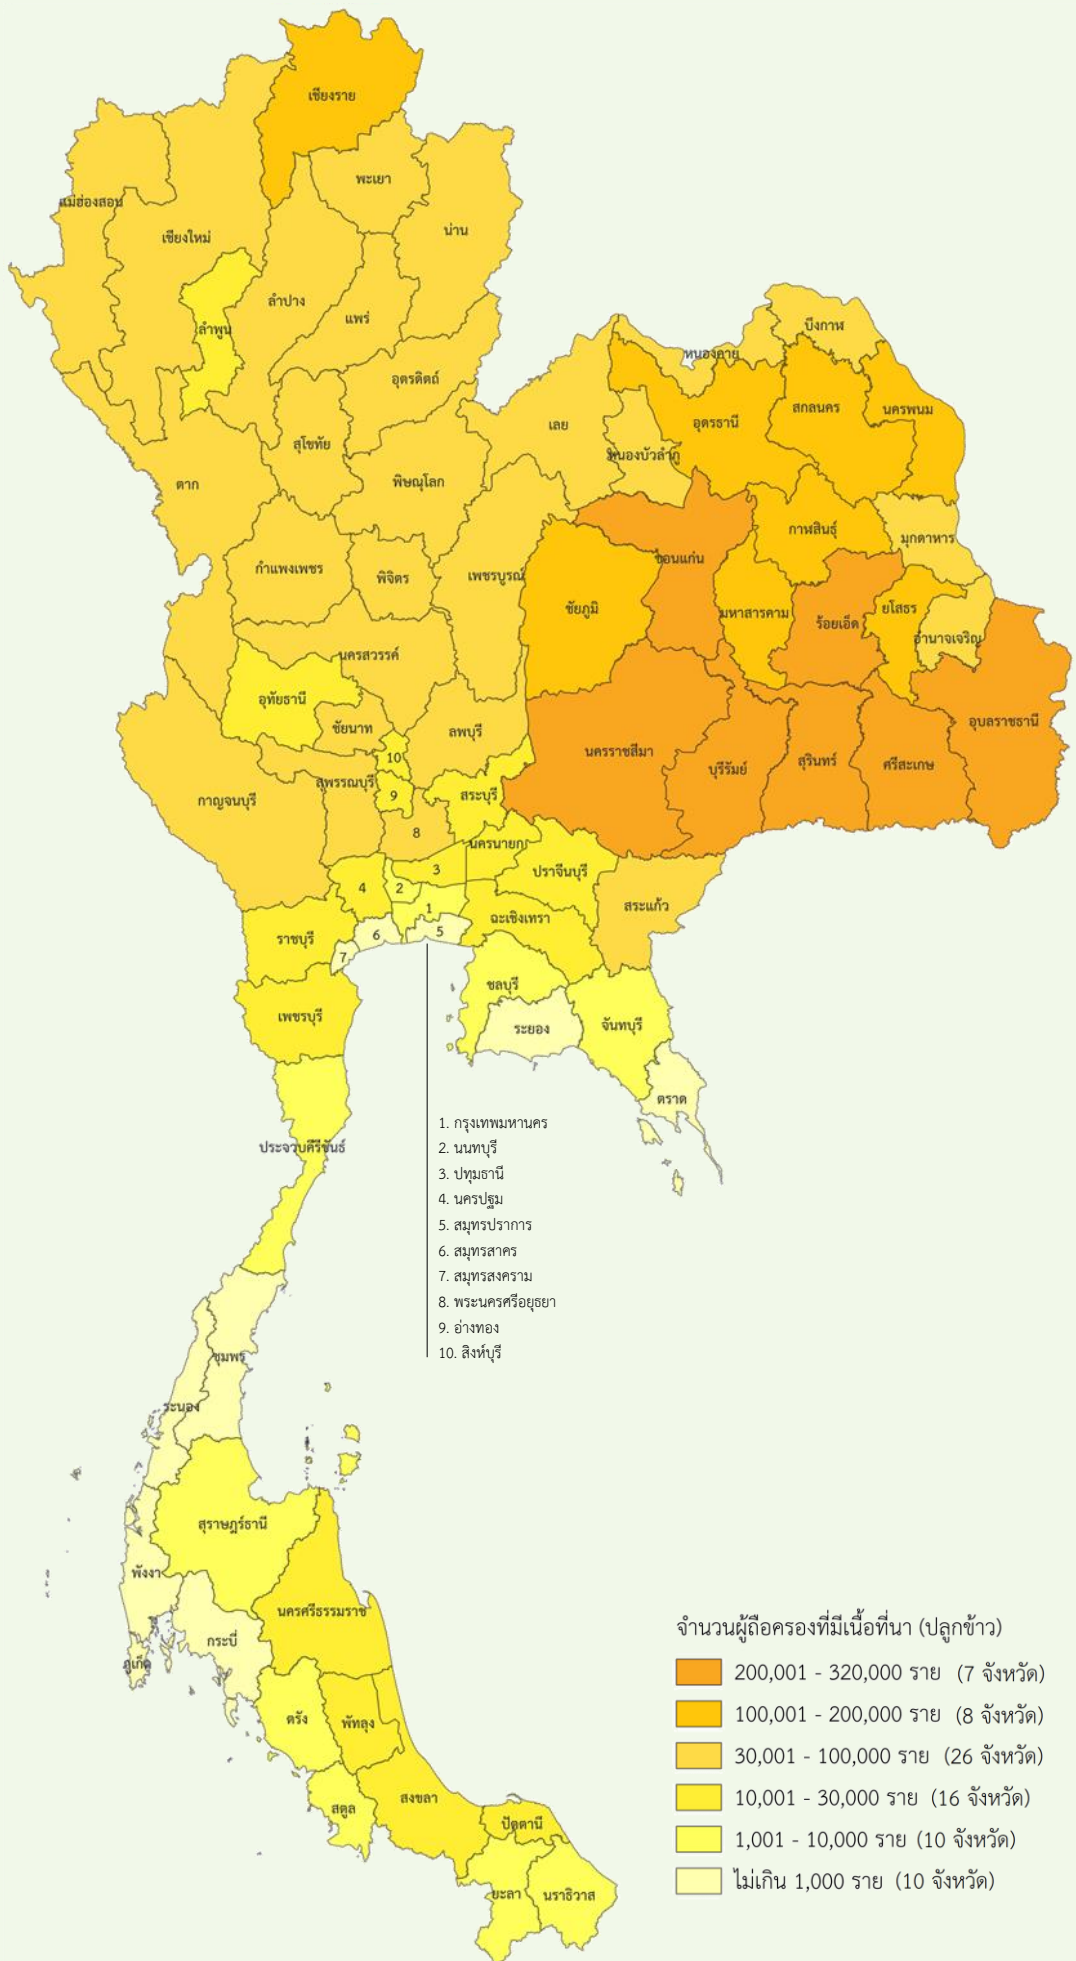 เชียงราย
พะเยา
แม่ฮ่องสอน
น่าน
เชียงใหม่
ลำปาง
แพร่
ลำพูน
บึงกาฬ
หนองคาย
อุตรดิตถ์
สกลนคร
นครพนม
อุดรธานี
เลย
สุโขทัย
หนองบัวลำภู
ตาก
พิษณุโลก
กาฬสินธุ์
มุกดาหาร
ขอนแก่น
กำแพงเพชร
พิจิตร
เพชรบูรณ์
ชัยภูมิ
มหาสารคาม
ยโสธร
ร้อยเอ็ด
อำนาจเจริญ
นครสวรรค์
อุทัยธานี
อุบลราชธานี
ชัยนาท
ลพบุรี
นครราชสีมา
บุรีรัมย์
สุรินทร์
ศรีสะเกษ
10
สุพรรณบุรี
กาญจนบุรี
9
สระบุรี
8
นครนายก
3
ปราจีนบุรี
4
2
1
สระแก้ว
ฉะเชิงเทรา
5
6
ราชบุรี
7
ชลบุรี
เพชรบุรี
ระยอง
จันทบุรี
ตราด
ประจวบคีรีขันธ์
1. กรุงเทพมหานคร
2. นนทบุรี
3. ปทุมธานี
4. นครปฐม
5. สมุทรปราการ
6. สมุทรสาคร
7. สมุทรสงคราม
8. พระนครศรีอยุธยา
9. อ่างทอง
10. สิงห์บุรี
ชุมพร
ระนอง
สุราษฎร์ธานี
พังงา
นครศรีธรรมราช
กระบี่
ภูเก็ต
ตรัง
พัทลุง
สตูล
สงขลา
ปัตตานี
ยะลา
นราธิวาส
จำนวนผู้ถือครองที่มีเนื้อที่นา (ปลูกข้าว)
200,001 - 320,000 ราย (7 จังหวัด)
100,001 - 200,000 ราย (8 จังหวัด)
30,001 - 100,000 ราย (26 จังหวัด)
10,001 - 30,000 ราย (16 จังหวัด)
1,001 - 10,000 ราย (10 จังหวัด)
ไม่เกิน 1,000 ราย (10 จังหวัด)